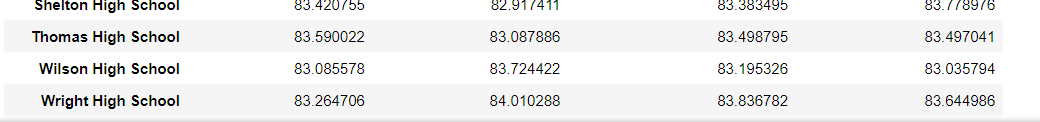 Shelton High School 83.420755 82.917411 83.383495 83.778976
Thomas High School 83.590022 83.087886 83.498795 83.497041
Wilson High School 83.085578 83.724422 83.195326 83.035794
Wright High School 83.264706 84.010288 83.836782 83.644986